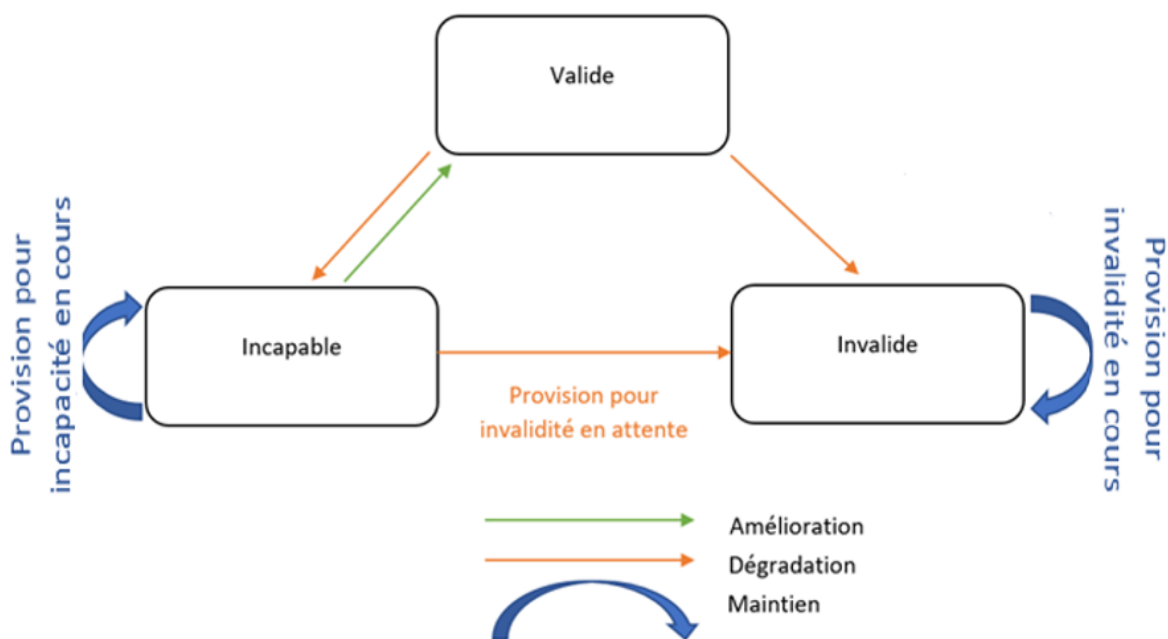 Valide
Provision pour
incapacité en cours
Incapable
Invalide
Provision pour
invalidité en cours
Provision pour
invalidité en attente
Amélioration
Dégradation
Maintien